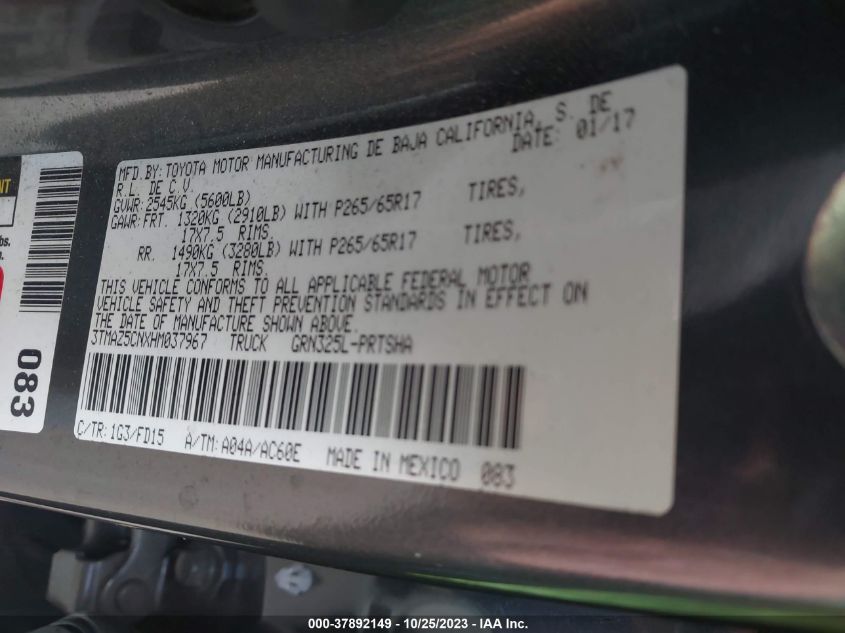 MFD.BY: TOYOTA MOTOR MANUFACTURING DE BAJA CALIFORNIA, S. DE
R.L. DE C.V. DATE: 01/17
GVWR: 2545KG (5600LB)
GAWR: FRT. 1320KG (2910LB) WITH P265/65R17 TIRES,
17X7.5 RIMS.
RR. 1490KG (3280LB) WITH P265/65R17 TIRES,
17X7.5 RIMS.
THIS VEHICLE CONFORMS TO ALL APPLICABLE FEDERAL MOTOR
VEHICLE SAFETY AND THEFT PREVENTION STANDARDS IN EFFECT ON
THE DATE OF MANUFACTURE SHOWN ABOVE.
3TMAZ5CNXHM037967 TRUCK GRN325L-PRTSHA
C/TR: 1G3/FD15 A/TM: A04A/AC60E MADE IN MEXICO 083
083
000-37892149 - 10/25/2023 - IAA Inc.